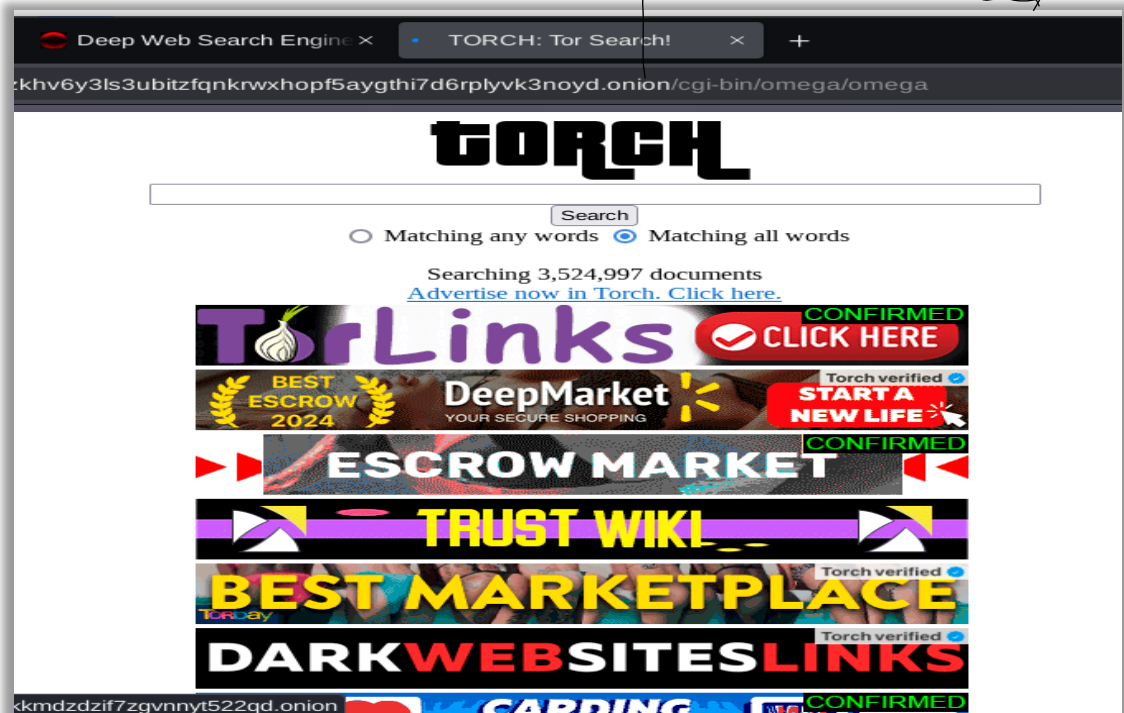 Deep Web Search Engine
TORCH: Tor Search!
zkhv6y3ls3ubitzfqnkrwxhopf5aygthi7d6rplyvk3noyd.onion/cgi-bin/omega/omega
TORCH
Search
Matching any words Matching all words
Searching 3,524,997 documents
Advertise now in Torch. Click here.
TorLinks CONFIRMED CLICK HERE
BEST ESCROW 2024
DeepMarket
YOUR SECURE SHOPPING
Torch verified
START A
NEW LIFE
CONFIRMED
ESCROW MARKET
TRUST WIKI
Torch verified
BEST MARKETPLACE
TorDay
Torch verified
DARKWEBSITESLINKS
kkmdzdzif7zgvnnyt522qd.onion
CARDING
CONFIRMED